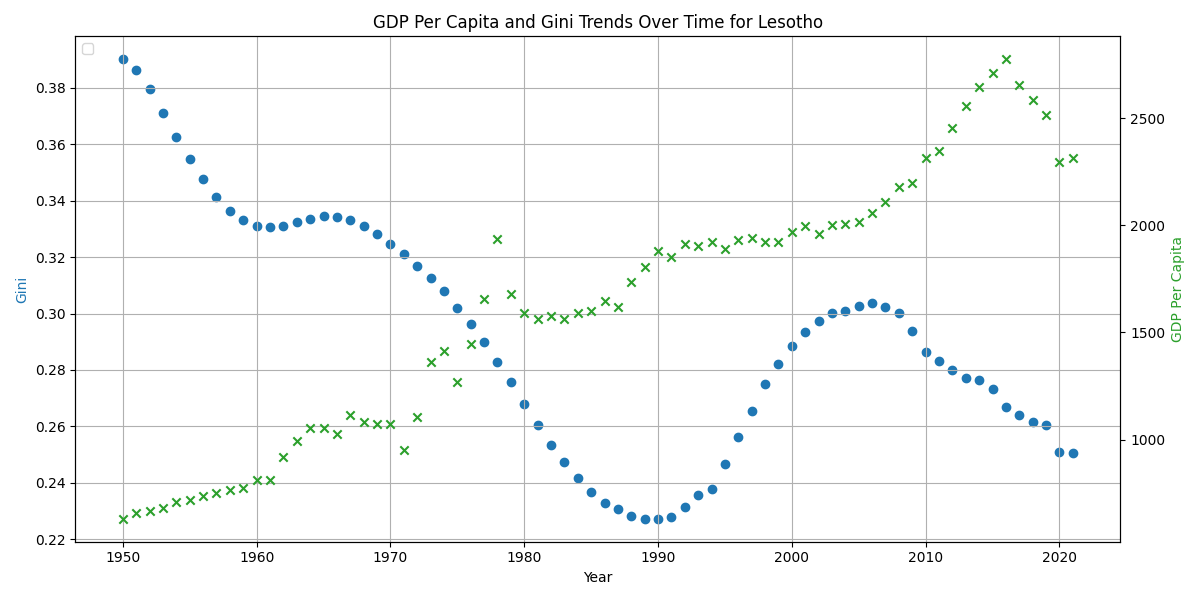 GDP Per Capita and Gini Trends Over Time for Lesotho
Gini
0.38
0.36
0.34
0.32
0.30
0.28
0.26
0.24
0.22
2500
2000
1500
1000
GDP Per Capita
1950 1960 1970 1980 1990 2000 2010 2020
Year